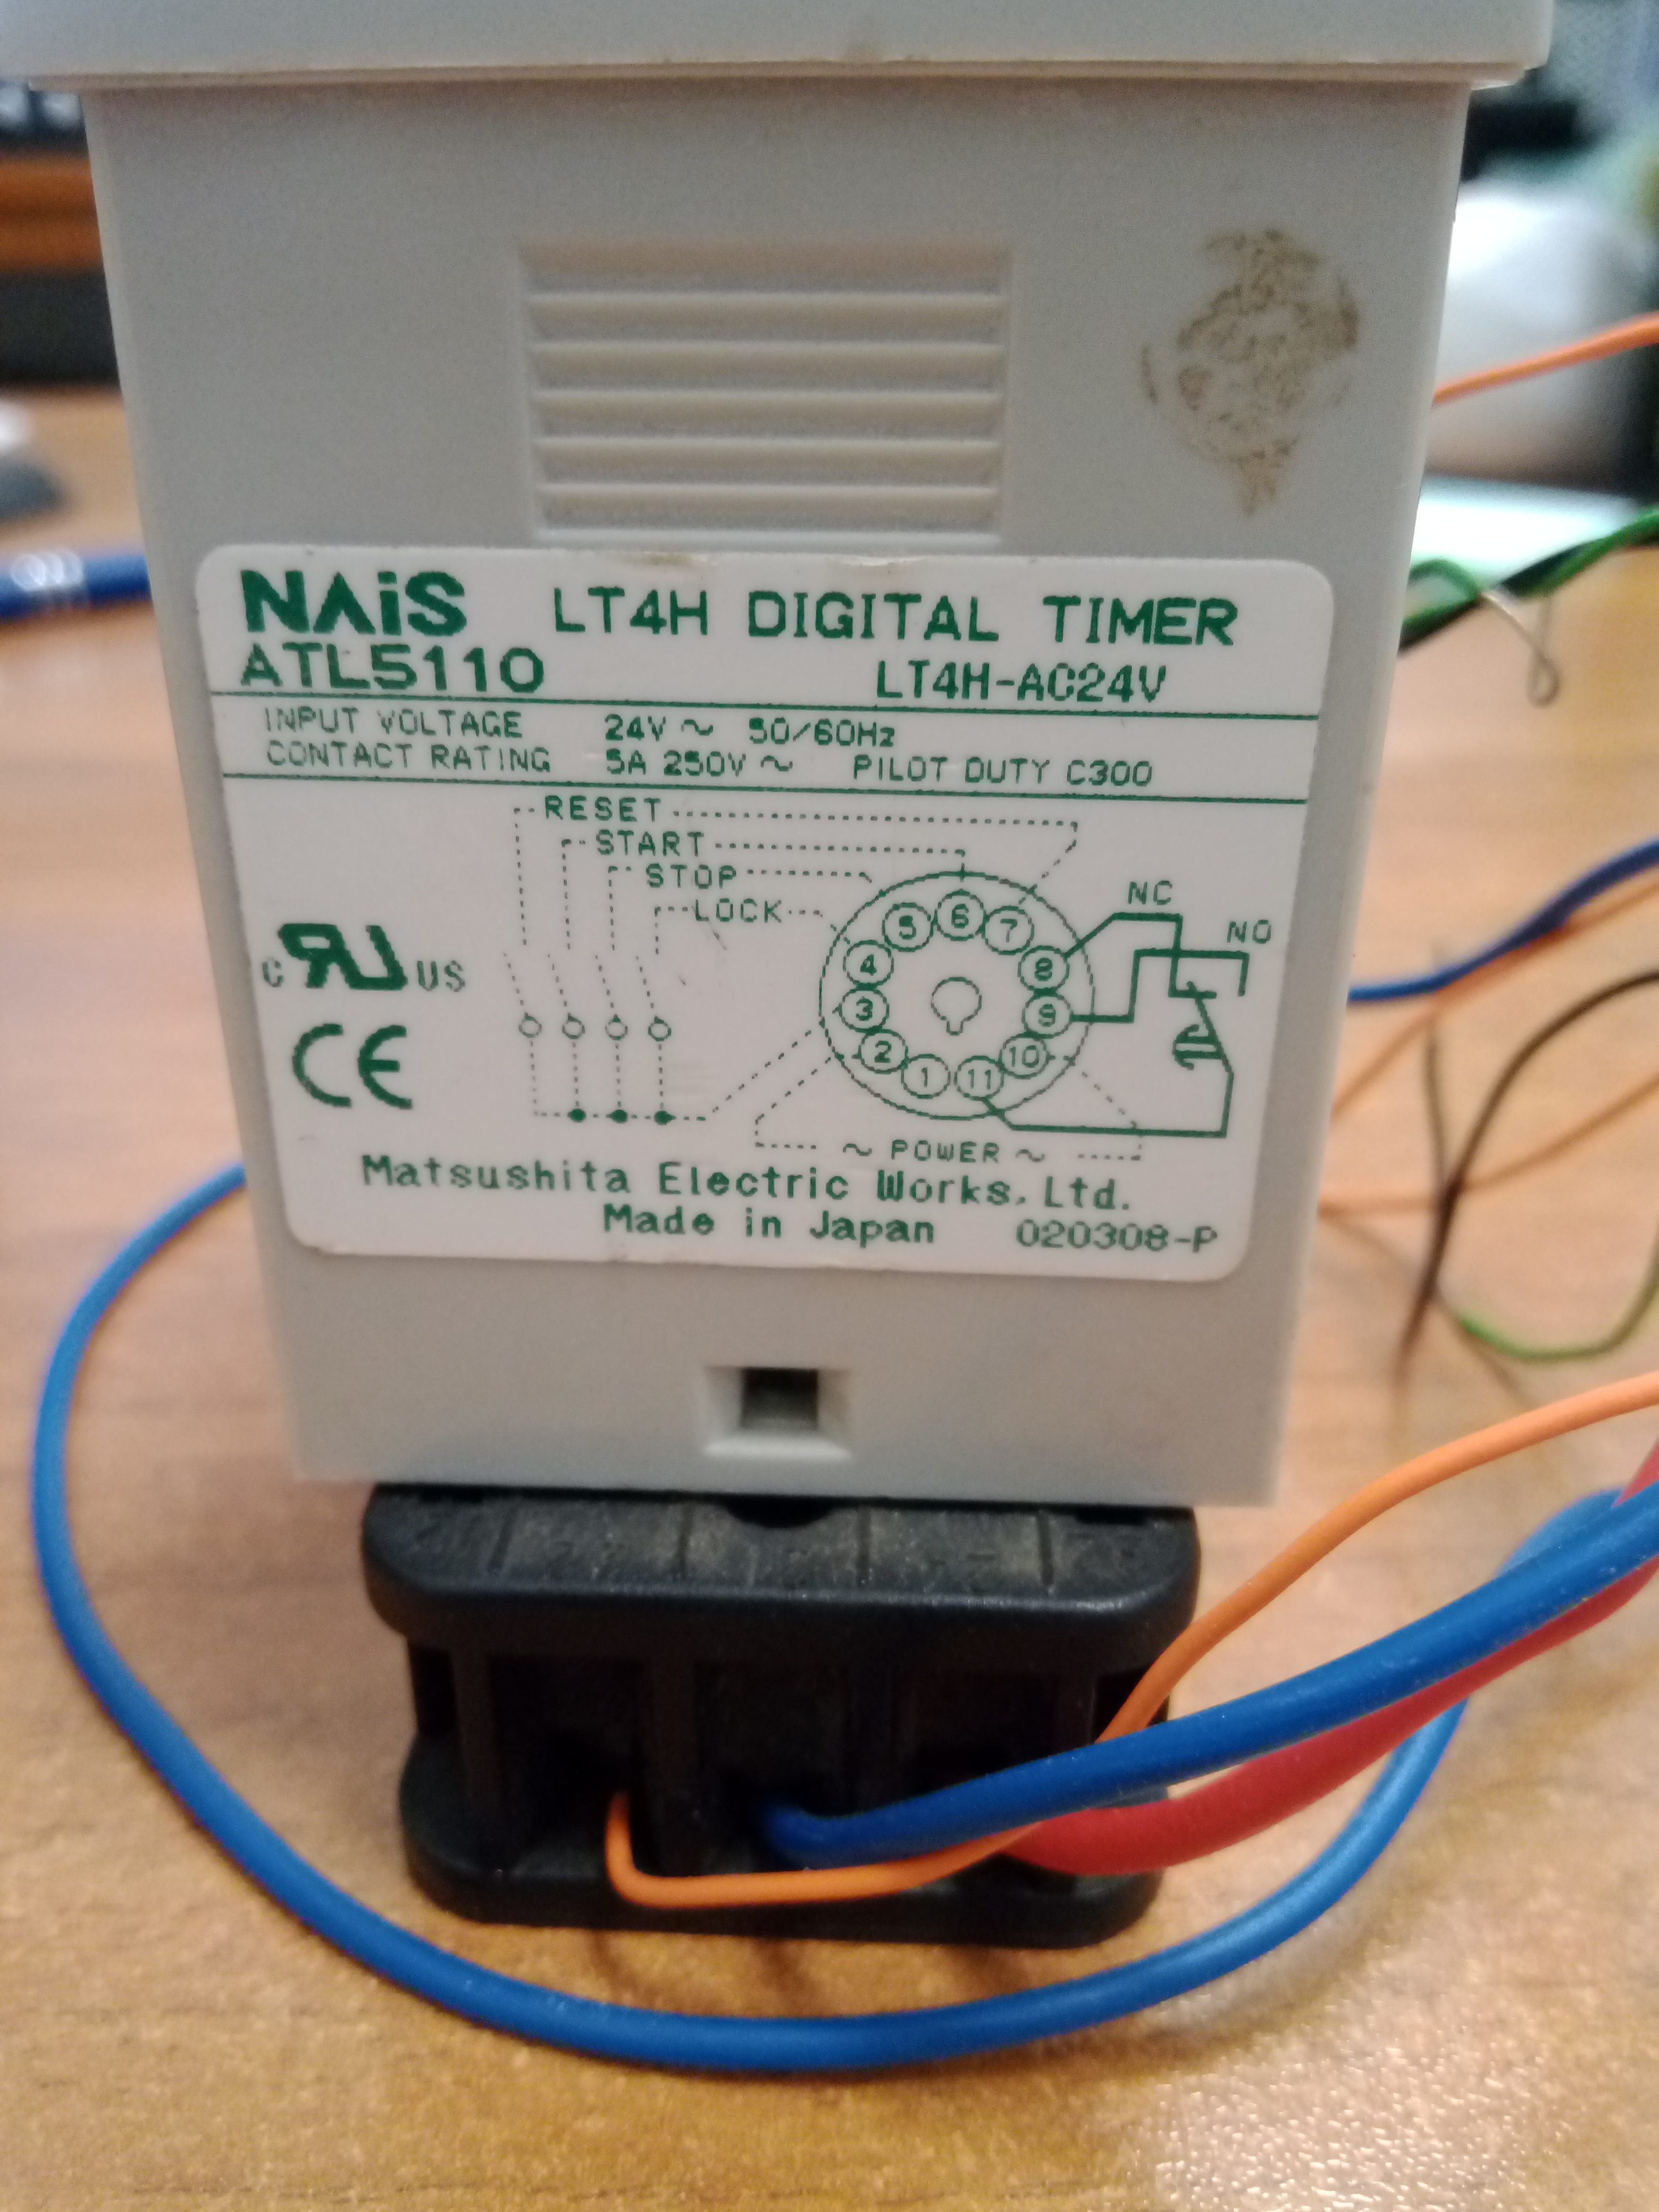 NAiS LT4H DIGITAL TIMER
ATL5110 LT4H-AC24V
INPUT VOLTAGE 24V ~ 50/60Hz
CONTACT RATING 5A 250V ~ PILOT DUTY C300
RESET
START
STOP
LOCK
NC
NO
5 6 7
4 8
3 9
2 10
1 11
C RU US
CE
~ POWER ~
Matsushita Electric Works, Ltd.
Made in Japan 020308-P